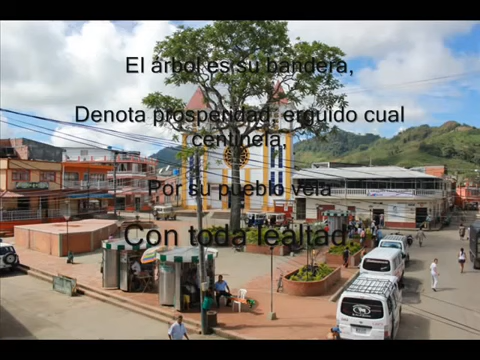 El árbol es su bandera,
Denota prosperidad, erguido cual
centinela,
Por su pueblo vela
Con toda lealtad.